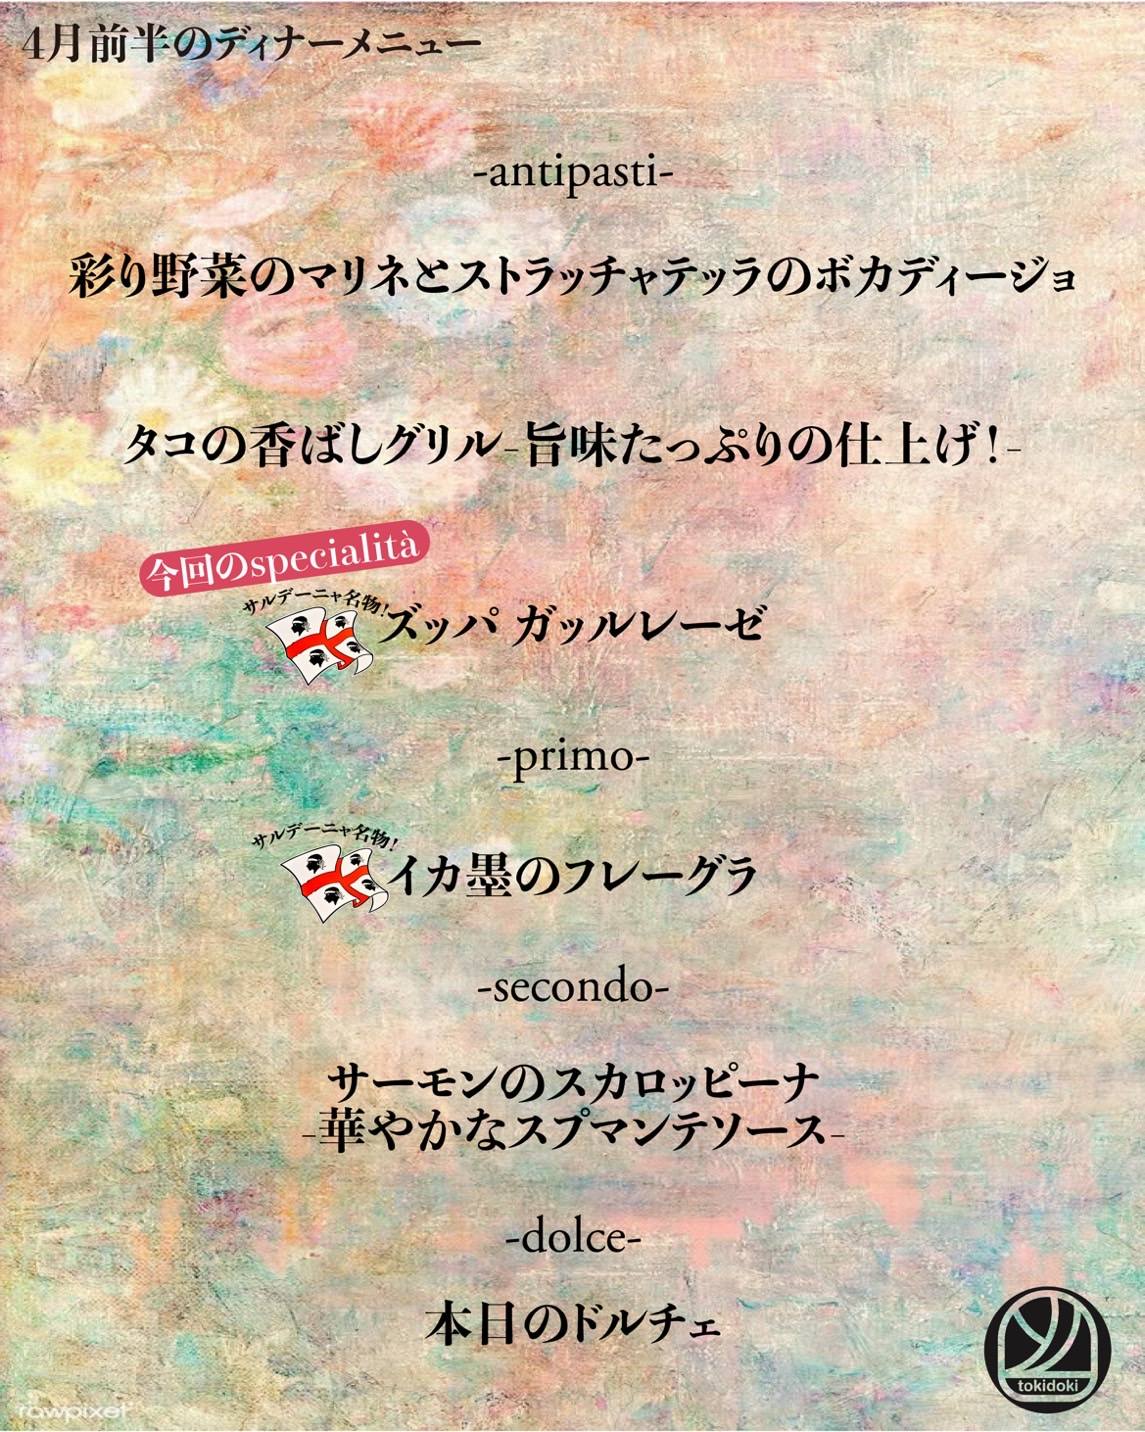 4月前半のディナーメニュー
-antipasti-
彩り野菜のマリネとストラッチャテッラのボカディージョ
タコの香ばしグリル-旨味たっぷりの仕上げ！-
今回のspecialità
サルデーニャ名物！
ズッパ ガッルレーゼ
-primo-
サルデーニャ名物！
イカ墨のフレーグラ
-secondo-
サーモンのスカロッピーナ
-華やかなスプマンテソース-
-dolce-
本日のドルチェ
tokidoki
rawpixel